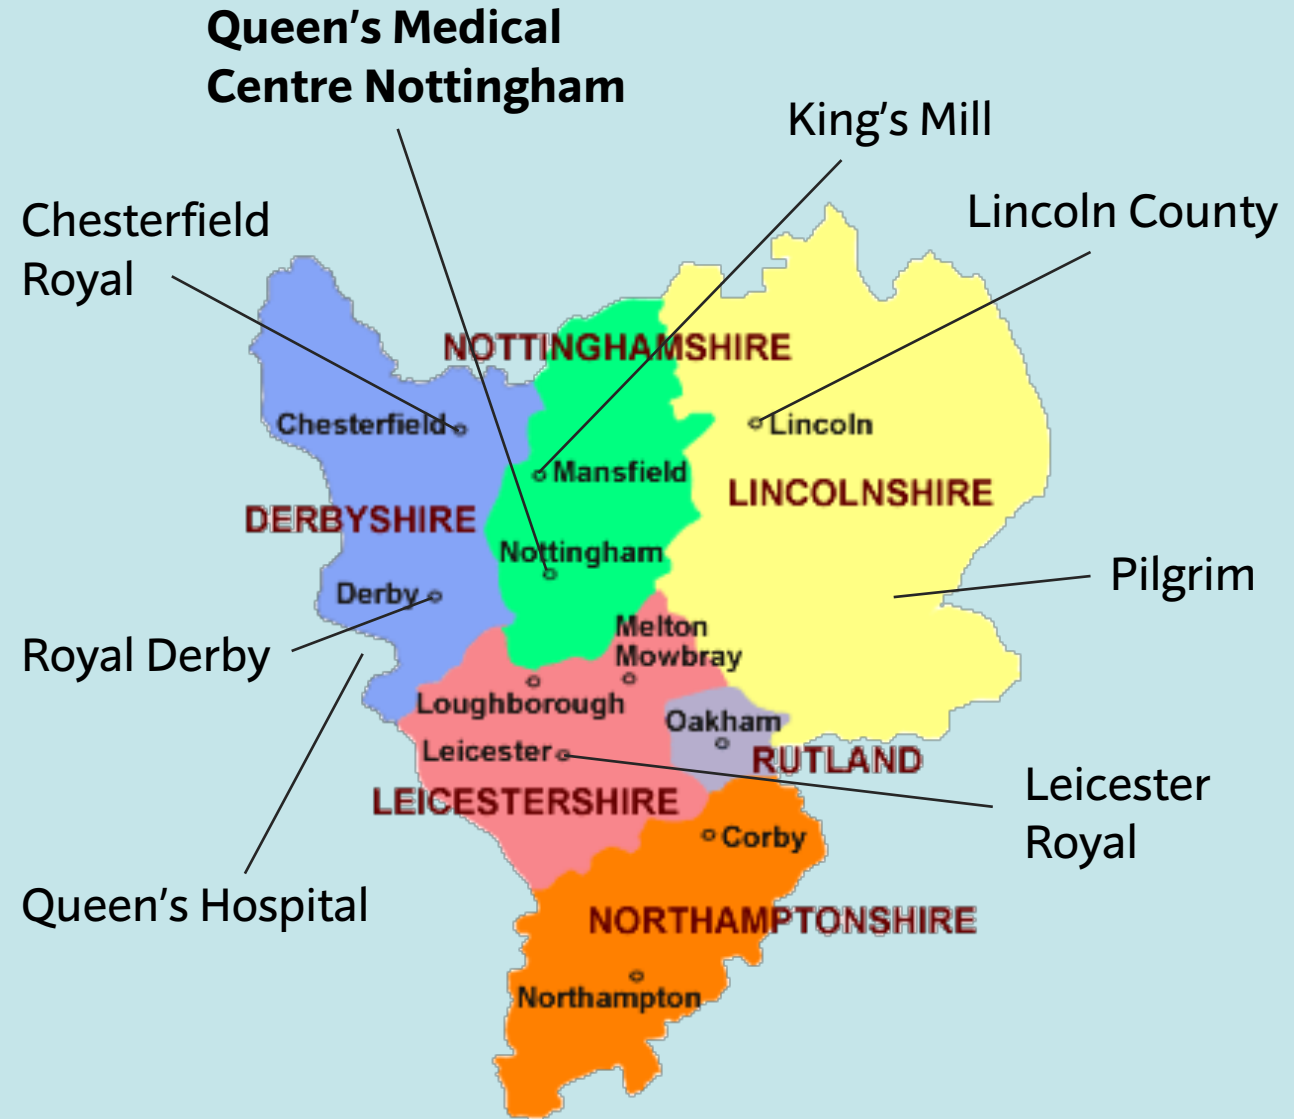 Queen's Medical
Centre Nottingham
King's Mill
Lincoln County
Chesterfield
Royal
NOTTINGHAMSHIRE
Chesterfield
Lincoln
Mansfield
LINCOLNSHIRE
DERBYSHIRE
Nottingham
Pilgrim
Derby
Melton
Mowbray
Royal Derby
Loughborough
Oakham
Leicester
RUTLAND
LEICESTERSHIRE
Leicester
Royal
Corby
Queen's Hospital
NORTHAMPTONSHIRE
Northampton